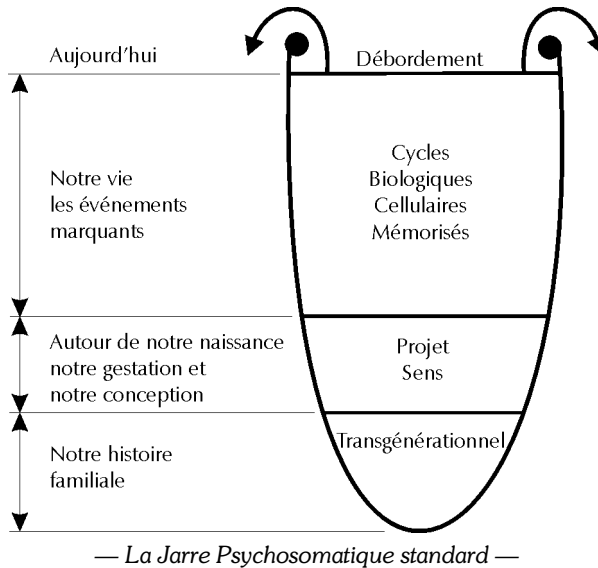 Aujourd'hui
Débordement
Notre vie
les événements
marquants
Cycles
Biologiques
Cellulaires
Mémorisés
Autour de notre naissance
notre gestation et
notre conception
Projet
Sens
Notre histoire
familiale
Transgénérationnel
— La Jarre Psychosomatique standard —